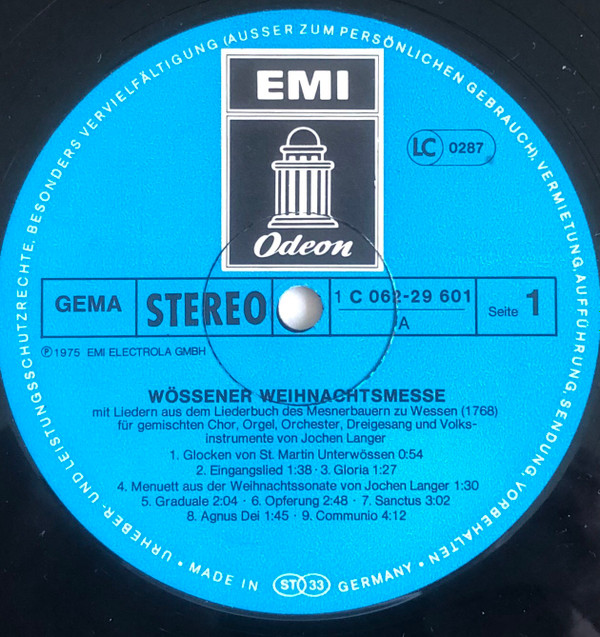 URHEBER- UND LEISTUNGSSCHUTZRECHTE, BESONDERS VERVIELFÄLTIGUNG (AUSSER ZUM PERSÖNLICHEN GEBRAUCH), VERMIETUNG, AUFFÜHRUNG, SENDUNG, VORBEHALTEN •
EMI
Odeon
LC 0287
GEMA
STEREO
1 C 062-29 601
A
Seite 1
Ⓟ1975 EMI ELECTROLA GMBH
WÖSSENER WEIHNACHTSMESSE
mit Liedern aus dem Liederbuch des Mesnerbauern zu Wessen (1768)
für gemischten Chor, Orgel, Orchester, Dreigesang und Volks-
instrumente von Jochen Langer
1. Glocken von St. Martin Unterwössen 0:54
2. Eingangslied 1:38 · 3. Gloria 1:27
4. Menuett aus der Weihnachtssonate von Jochen Langer 1:30
5. Graduale 2:04 · 6. Opferung 2:48 · 7. Sanctus 3:02
8. Agnus Dei 1:45 · 9. Communio 4:12
• MADE IN ST 33 GERMANY •